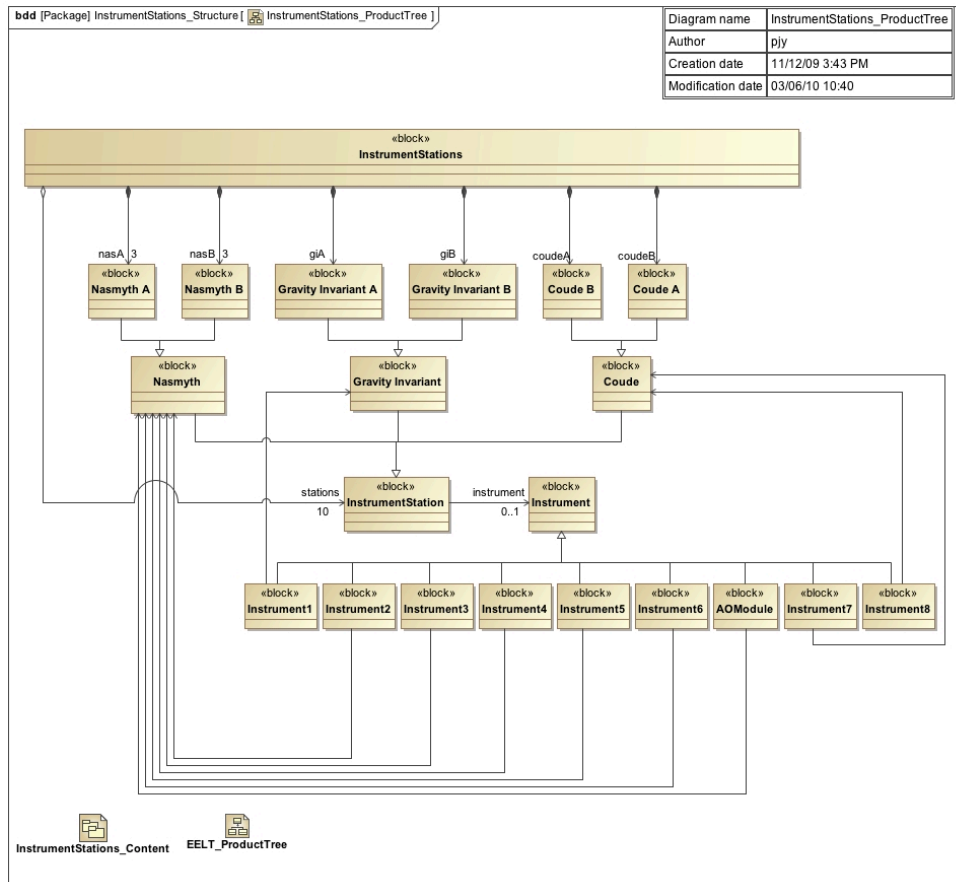 bdd [Package] InstrumentStations_Structure [ InstrumentStations_ProductTree ]
Diagram name InstrumentStations_ProductTree
Author pjy
Creation date 11/12/09 3:43 PM
Modification date 03/06/10 10:40
«block»
InstrumentStations
nasA 3 nasB 3 giA giB coudeA coudeB
«block» «block» «block» «block» «block» «block»
Nasmyth A Nasmyth B Gravity Invariant A Gravity Invariant B Coude B Coude A
«block» «block» «block»
Nasmyth Gravity Invariant Coude
«block» «block»
stations InstrumentStation instrument Instrument
10 0..1
«block» «block» «block» «block» «block» «block» «block» «block» «block»
Instrument1 Instrument2 Instrument3 Instrument4 Instrument5 Instrument6 AOModule Instrument7 Instrument8
InstrumentStations_Content EELT_ProductTree